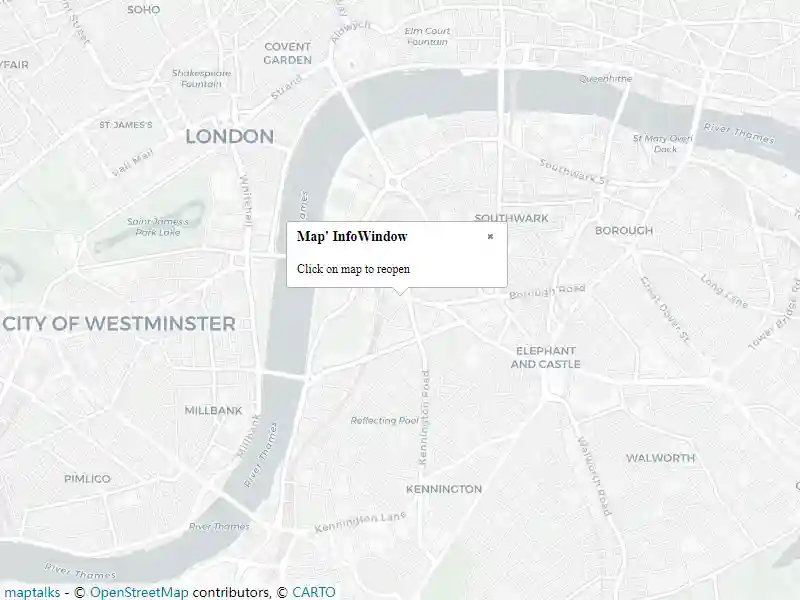 SOHO
Elm Court
Fountain
Aldwych
COVENT
GARDEN
YFAIR
Shakespeare
Fountain
Strand
Queenhithe
ST JAMES'S
LONDON
River Thames
St Mary Overy
Dock
Pall Mall
Southwark St
Whitehall
Saint James's
Park Lake
SOUTHWARK
BOROUGH
Map' InfoWindow
×
Click on map to reopen
Long Lane
Borough Road
Great Dover St
Tower Bridge Road
CITY OF WESTMINSTER
ELEPHANT
AND CASTLE
MILLBANK
Reflecting Pool
Kennington Road
Millbank
River Thames
WALWORTH
Walworth Road
PIMLICO
KENNINGTON
River Thames
Kennington Lane
River Thames
maptalks - © OpenStreetMap contributors, © CARTO